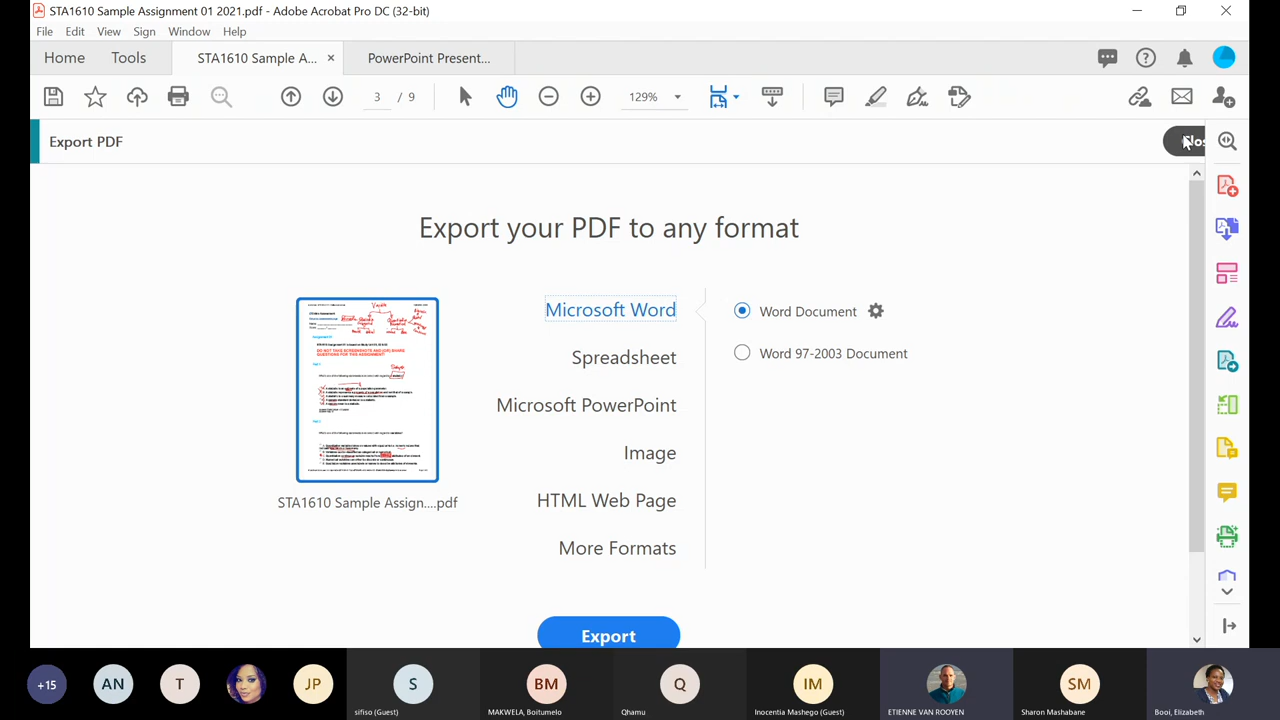 STA1610 Sample Assignment 01 2021.pdf - Adobe Acrobat Pro DC (32-bit)
File Edit View Sign Window Help
Home Tools STA1610 Sample A... × PowerPoint Present...
3 / 9 129%
Export PDF
Export your PDF to any format
Microsoft Word
Word Document
Word 97-2003 Document
Spreadsheet
Microsoft PowerPoint
Image
HTML Web Page
More Formats
STA1610 Sample Assign....pdf
Export
+15 AN T JP S BM Q IM SM
sifiso (Guest) MAKWELA, Boitumelo Qhamu Inocentia Mashego (Guest) ETIENNE VAN ROOYEN Sharon Mashabane Booi, Elizabeth